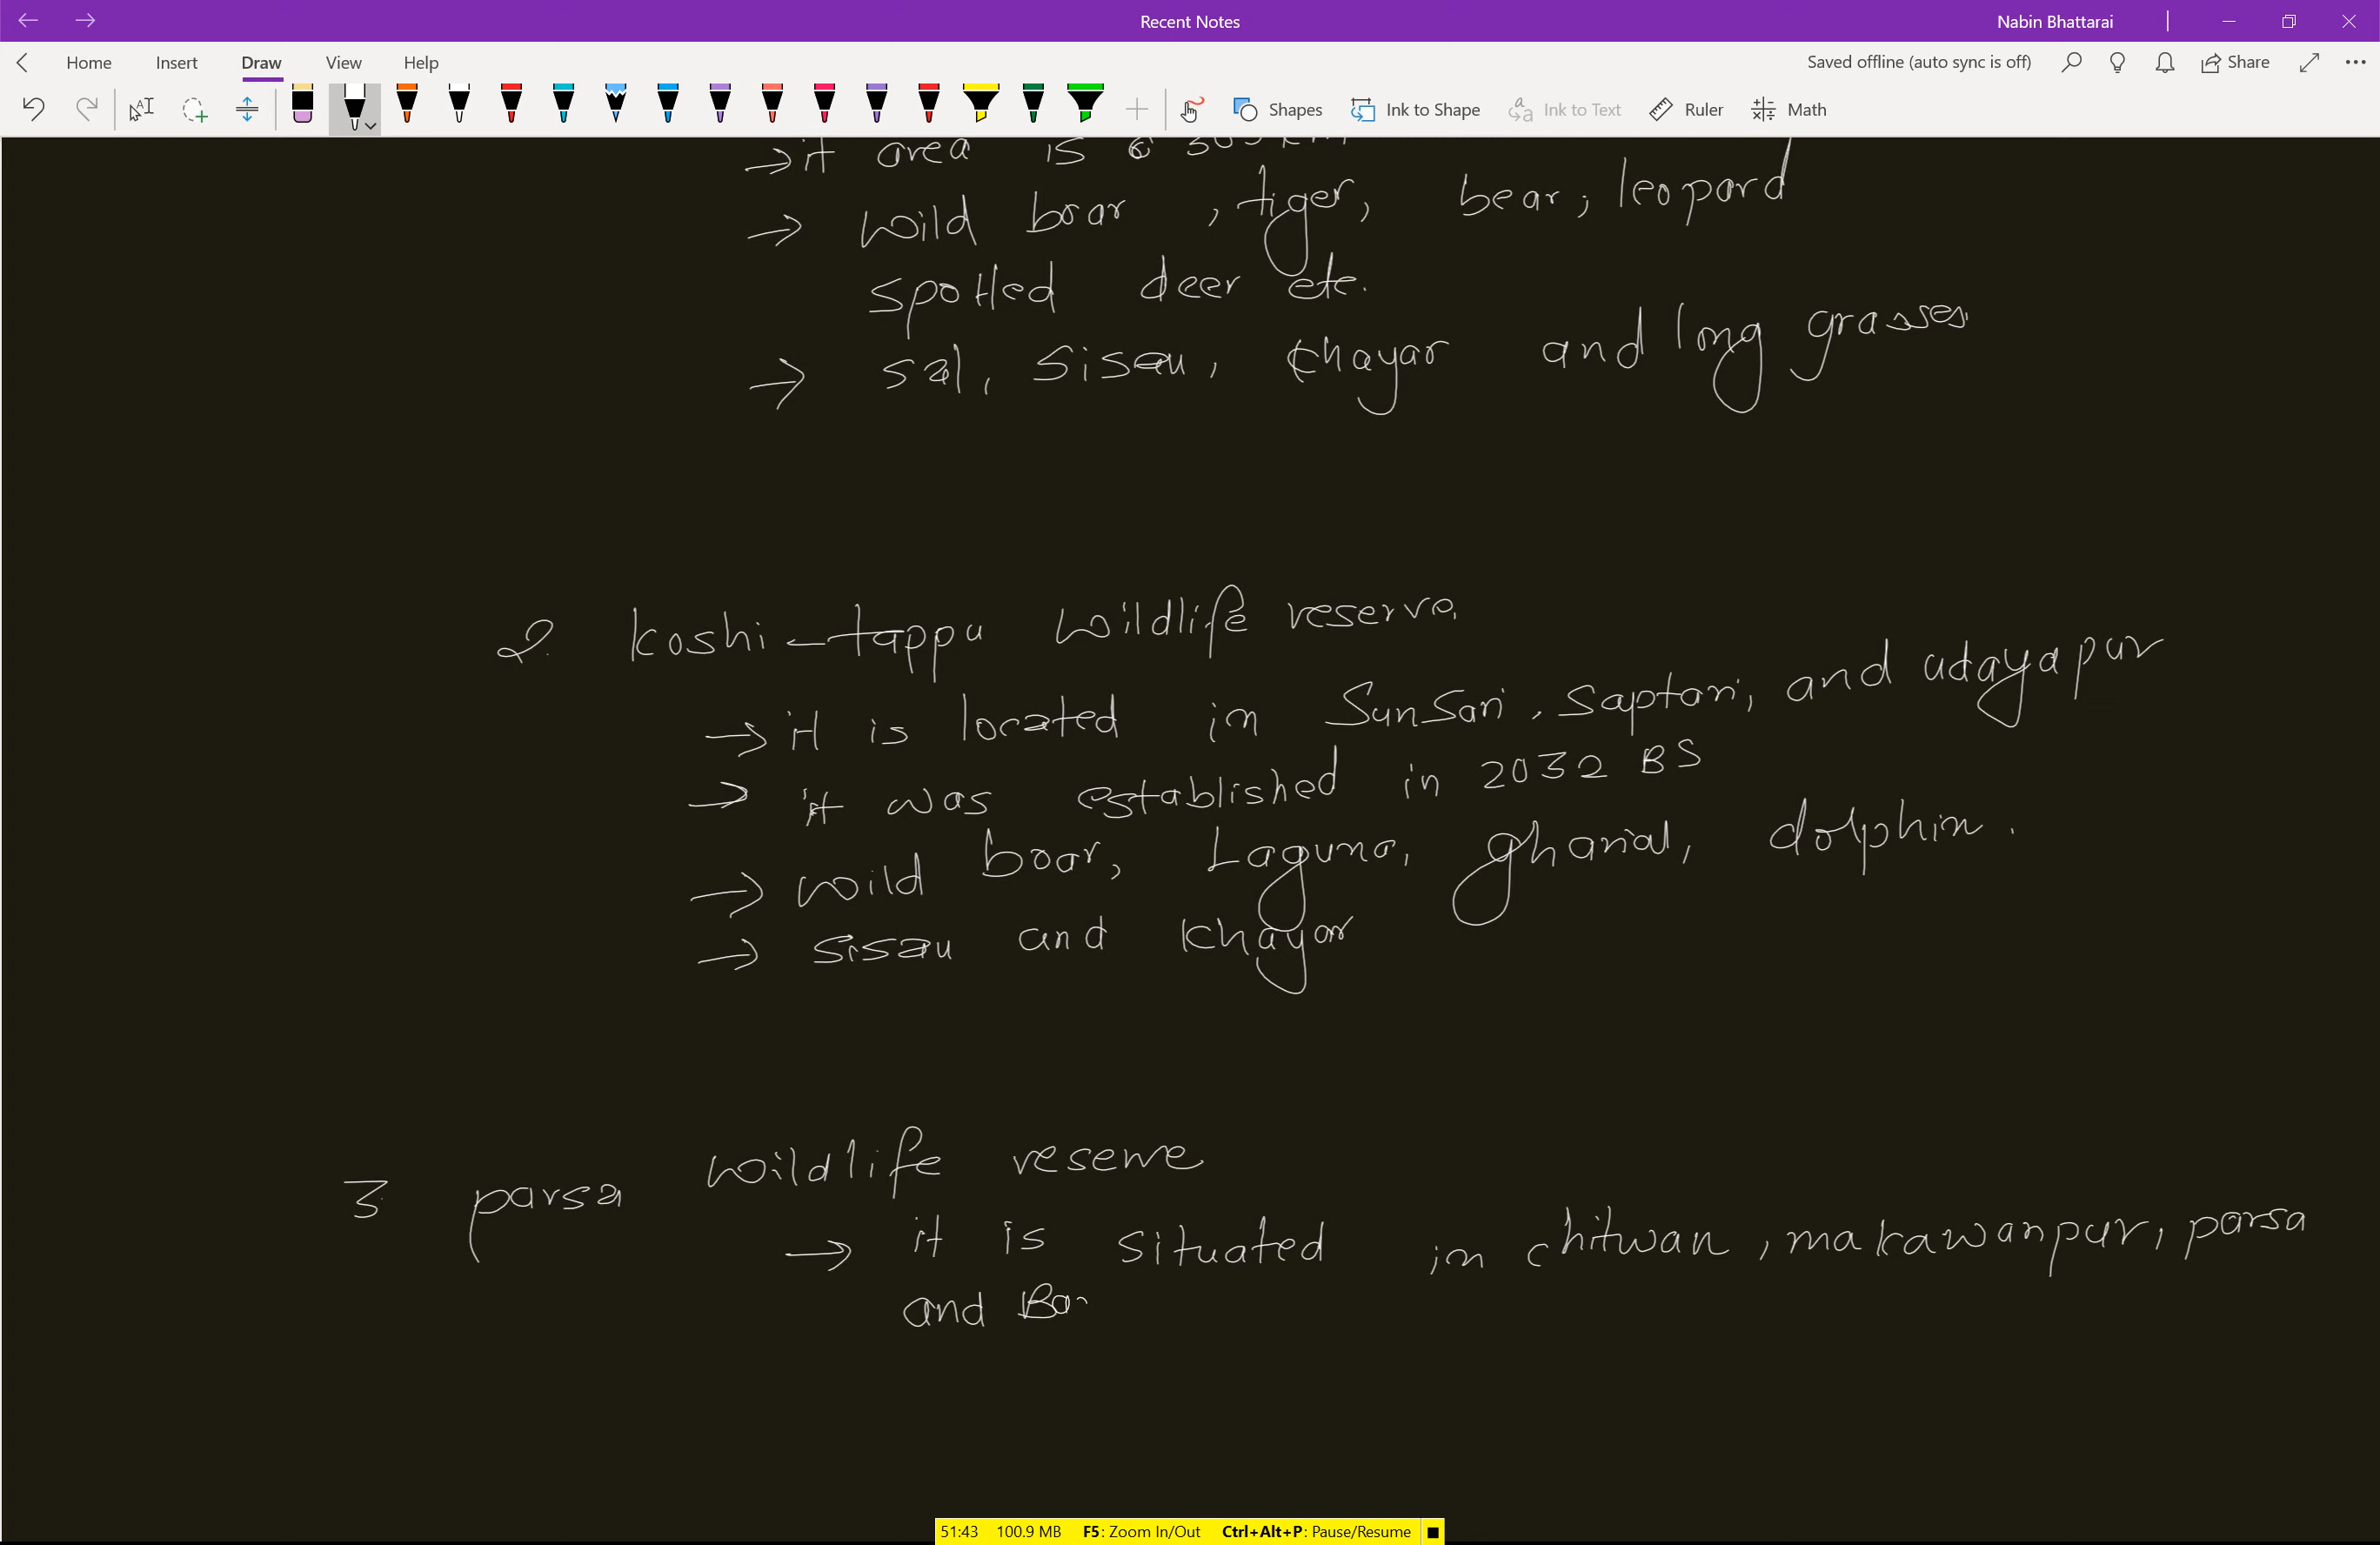 Recent Notes
Nabin Bhattarai
Home Insert Draw View Help
Saved offline (auto sync is off) Share
Shapes Ink to Shape Ink to Text Ruler Math
→ it area is
→ wild boar, tiger, bear, leopard
spotted deer etc.
→ sal, sisau, khayar and long grasses.
2. koshi-tappu wildlife reserve.
→ it is located in Sunsari, Saptari, and udayapur
→ it was established in 2032 BS
→ wild boar, Laguna, gharial, dolphin.
→ sisau and khayar
3 parsa wildlife reserve
→ it is situated in chitwan, makawanpur, parsa
and
51:43 100.9 MB F5: Zoom In/Out Ctrl+Alt+P: Pause/Resume